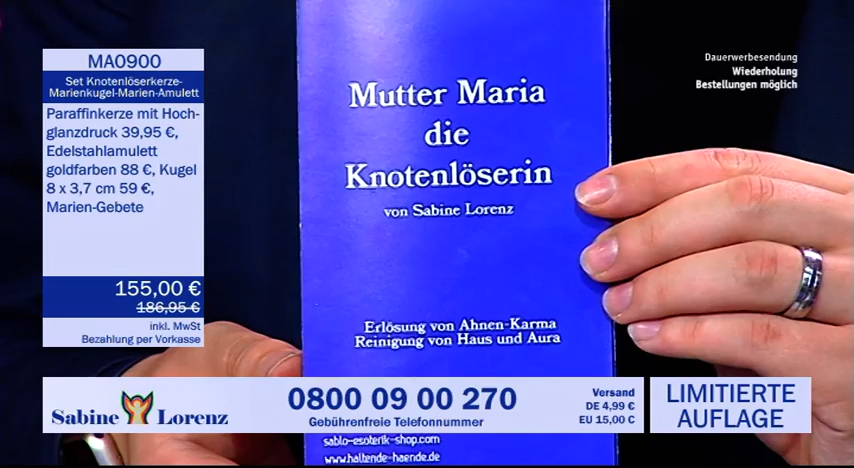 MA0900
Set Knotenlöserkerze-
Marienkugel-Marien-Amulett
Paraffinkerze mit Hoch-
glanzdruck 39,95 €,
Edelstahlamulett
goldfarben 88 €, Kugel
8 x 3,7 cm 59 €,
Marien-Gebete
155,00 €
186,95 €
inkl. MwSt
Bezahlung per Vorkasse
Mutter Maria
die
Knotenlöserin
von Sabine Lorenz
Erlösung von Ahnen-Karma
Reinigung von Haus und Aura
Dauerwerbesendung
Wiederholung
Bestellungen möglich
Sabine Lorenz
0800 09 00 270
Gebührenfreie Telefonnummer
Versand
DE 4,99 €
EU 15,00 €
LIMITIERTE
AUFLAGE
sablo-esoterik-shop.com
www.haltende-haende.de